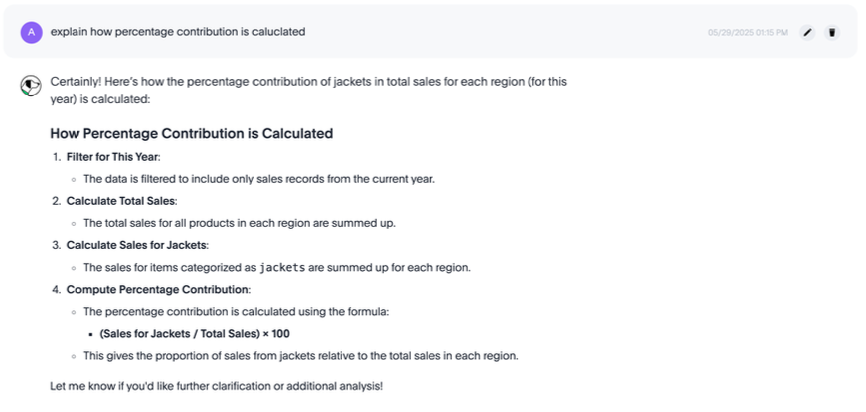 A explain how percentage contribution is caluclated 05/29/2025 01:15 PM
Certainly! Here's how the percentage contribution of jackets in total sales for each region (for this
year) is calculated:
How Percentage Contribution is Calculated
1. Filter for This Year:
◦ The data is filtered to include only sales records from the current year.
2. Calculate Total Sales:
◦ The total sales for all products in each region are summed up.
3. Calculate Sales for Jackets:
◦ The sales for items categorized as jackets are summed up for each region.
4. Compute Percentage Contribution:
◦ The percentage contribution is calculated using the formula:
▪ (Sales for Jackets / Total Sales) × 100
◦ This gives the proportion of sales from jackets relative to the total sales in each region.
Let me know if you'd like further clarification or additional analysis!